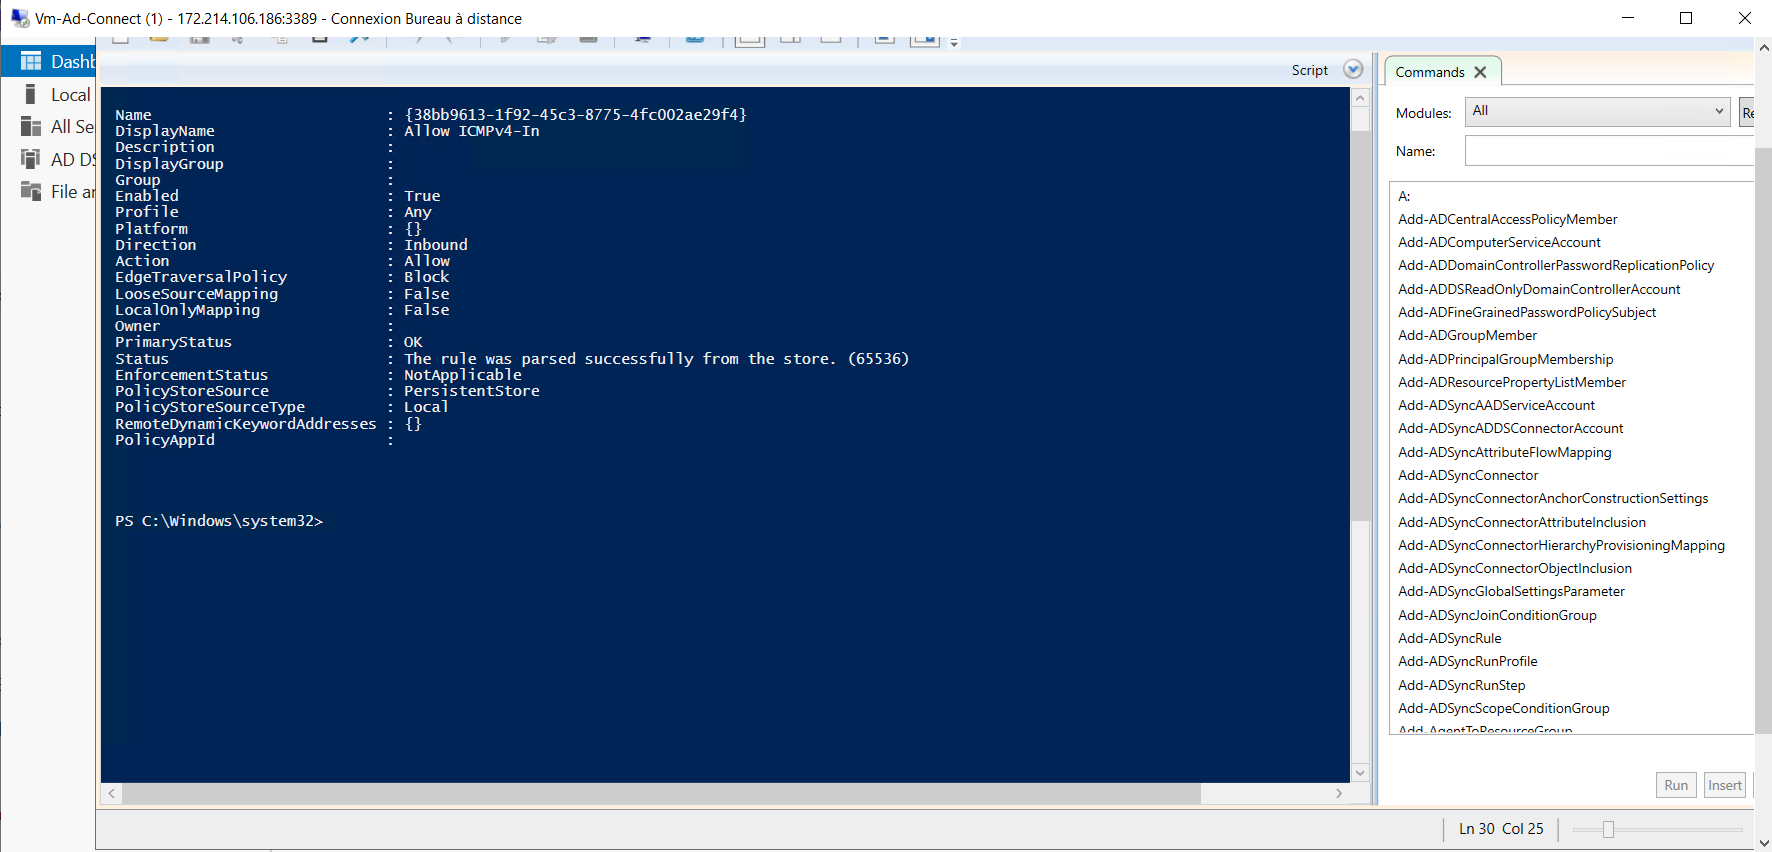 Vm-Ad-Connect (1) - 172.214.106.186:3389 - Connexion Bureau à distance
Dashb
Local
All Se
AD DS
File ar
Script
Name : {38bb9613-1f92-45c3-8775-4fc002ae29f4}
DisplayName : Allow ICMPv4-In
Description :
DisplayGroup :
Group :
Enabled : True
Profile : Any
Platform : {}
Direction : Inbound
Action : Allow
EdgeTraversalPolicy : Block
LooseSourceMapping : False
LocalOnlyMapping : False
Owner :
PrimaryStatus : OK
Status : The rule was parsed successfully from the store. (65536)
EnforcementStatus : NotApplicable
PolicyStoreSource : PersistentStore
PolicyStoreSourceType : Local
RemoteDynamicKeywordAddresses : {}
PolicyAppId :
PS C:\Windows\system32>
Commands
Modules: All Re
Name:
A:
Add-ADCentralAccessPolicyMember
Add-ADComputerServiceAccount
Add-ADDomainControllerPasswordReplicationPolicy
Add-ADDSReadOnlyDomainControllerAccount
Add-ADFineGrainedPasswordPolicySubject
Add-ADGroupMember
Add-ADPrincipalGroupMembership
Add-ADResourcePropertyListMember
Add-ADSyncAADServiceAccount
Add-ADSyncADDSConnectorAccount
Add-ADSyncAttributeFlowMapping
Add-ADSyncConnector
Add-ADSyncConnectorAnchorConstructionSettings
Add-ADSyncConnectorAttributeInclusion
Add-ADSyncConnectorHierarchyProvisioningMapping
Add-ADSyncConnectorObjectInclusion
Add-ADSyncGlobalSettingsParameter
Add-ADSyncJoinConditionGroup
Add-ADSyncRule
Add-ADSyncRunProfile
Add-ADSyncRunStep
Add-ADSyncScopeConditionGroup
Add-AgentToResourceGroup
Run Insert
Ln 30 Col 25